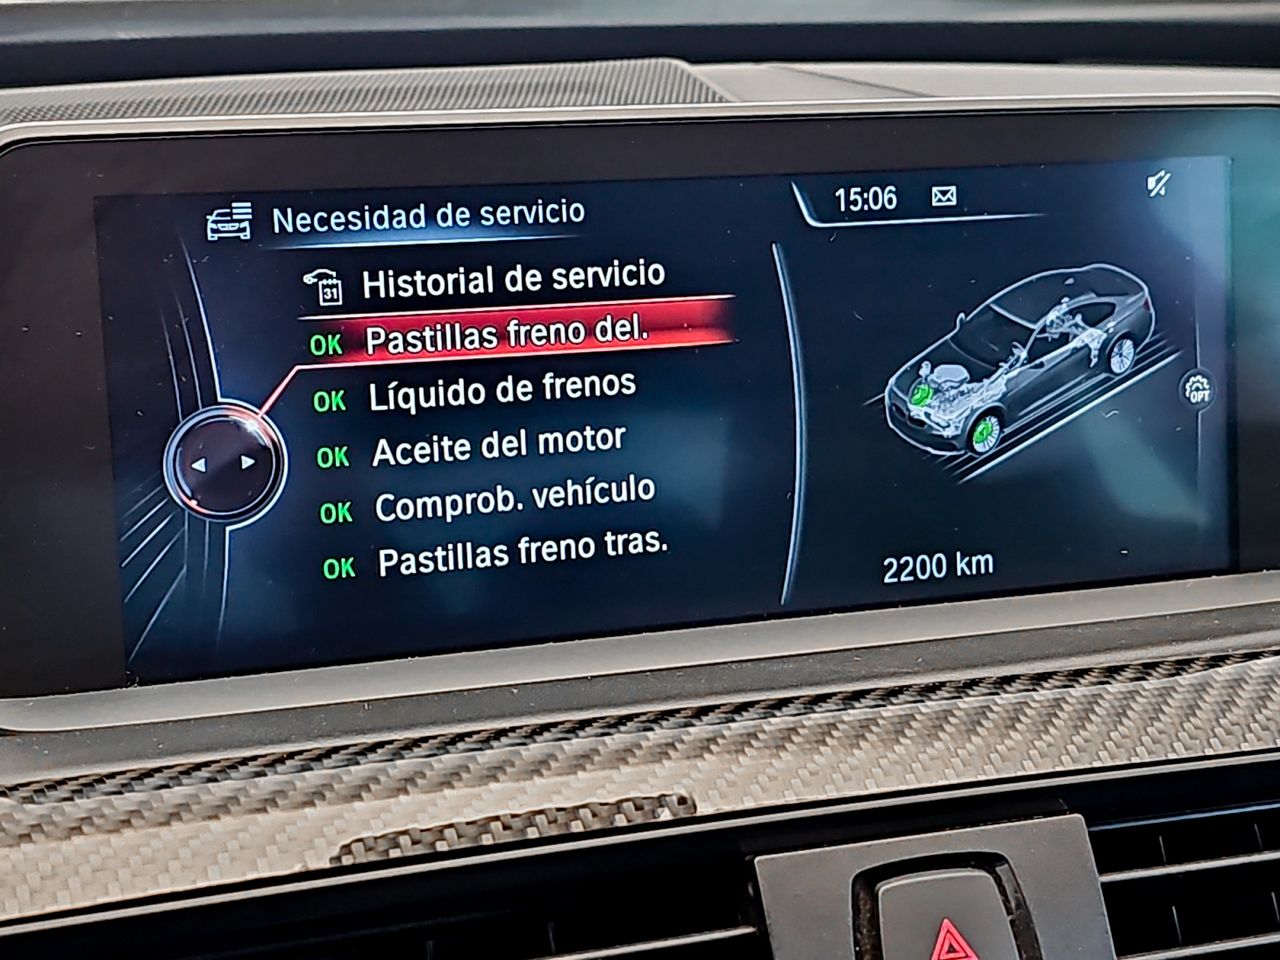 Necesidad de servicio
15:06
31 Historial de servicio
OK Pastillas freno del.
OK Líquido de frenos
OK Aceite del motor
OK Comprob. vehículo
OK Pastillas freno tras.
OPT
2200 km